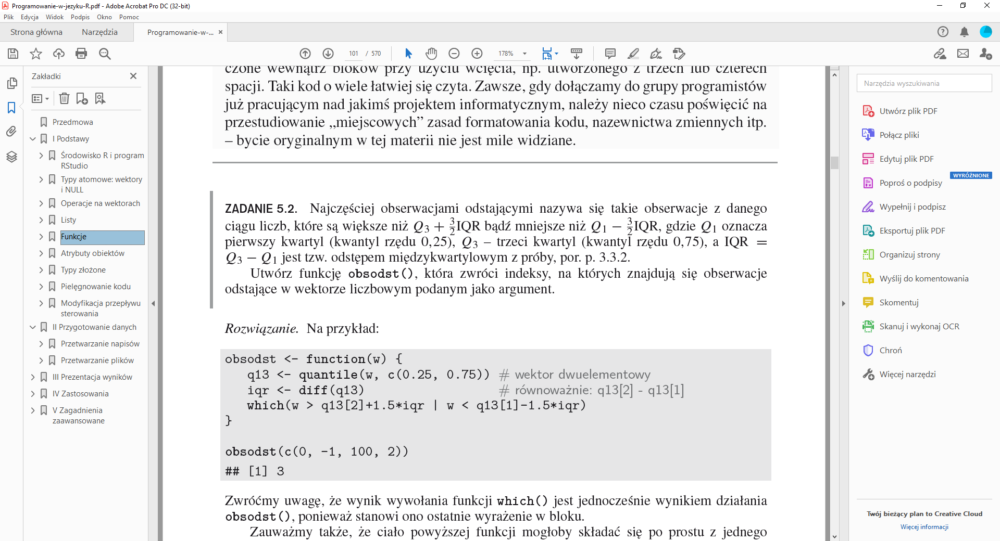 Programowanie-w-jezyku-R.pdf - Adobe Acrobat Pro DC (32-bit)
Plik Edycja Widok Podpis Okno Pomoc
Strona główna Narzędzia Programowanie-w-... ×
101 / 570 178%
Zakładki
Przedmowa
I Podstawy
Środowisko R i program
RStudio
Typy atomowe: wektory
i NULL
Operacje na wektorach
Listy
Funkcje
Atrybuty obiektów
Typy złożone
Pielęgnowanie kodu
Modyfikacja przepływu
sterowania
II Przygotowanie danych
Przetwarzanie napisów
Przetwarzanie plików
III Prezentacja wyników
IV Zastosowania
V Zagadnienia
zaawansowane
czone wewnątrz bloków przy użyciu wcięcia, np. utworzonego z trzech lub czterech
spacji. Taki kod o wiele łatwiej się czyta. Zawsze, gdy dołączamy do grupy programistów
już pracującym nad jakimś projektem informatycznym, należy nieco czasu poświęcić na
przestudiowanie „miejscowych” zasad formatowania kodu, nazewnictwa zmiennych itp.
– bycie oryginalnym w tej materii nie jest mile widziane.
ZADANIE 5.2. Najczęściej obserwacjami odstającymi nazywa się takie obserwacje z danego
ciągu liczb, które są większe niż Q₃ + 3/2 IQR bądź mniejsze niż Q₁ − 3/2 IQR, gdzie Q₁ oznacza
pierwszy kwartyl (kwantyl rzędu 0,25), Q₃ – trzeci kwartyl (kwantyl rzędu 0,75), a IQR =
Q₃ − Q₁ jest tzw. odstępem międzykwartylowym z próby, por. p. 3.3.2.
Utwórz funkcję obsodst(), która zwróci indeksy, na których znajdują się obserwacje
odstające w wektorze liczbowym podanym jako argument.
Rozwiązanie. Na przykład:
obsodst <- function(w) {
q13 <- quantile(w, c(0.25, 0.75)) # wektor dwuelementowy
iqr <- diff(q13) # równoważnie: q13[2] - q13[1]
which(w > q13[2]+1.5*iqr | w < q13[1]-1.5*iqr)
}
obsodst(c(0, -1, 100, 2))
## [1] 3
Zwróćmy uwagę, że wynik wywołania funkcji which() jest jednocześnie wynikiem działania
obsodst(), ponieważ stanowi ono ostatnie wyrażenie w bloku.
Zauważmy także, że ciało powyższej funkcji mogłoby składać się po prostu z jednego
Narzędzia wyszukiwania
Utwórz plik PDF
Połącz pliki
Edytuj plik PDF
WYRÓŻNIONE
Poproś o podpisy
Wypełnij i podpisz
Eksportuj plik PDF
Organizuj strony
Wyślij do komentowania
Skomentuj
Skanuj i wykonaj OCR
Chroń
Więcej narzędzi
Twój bieżący plan to Creative Cloud
Więcej informacji